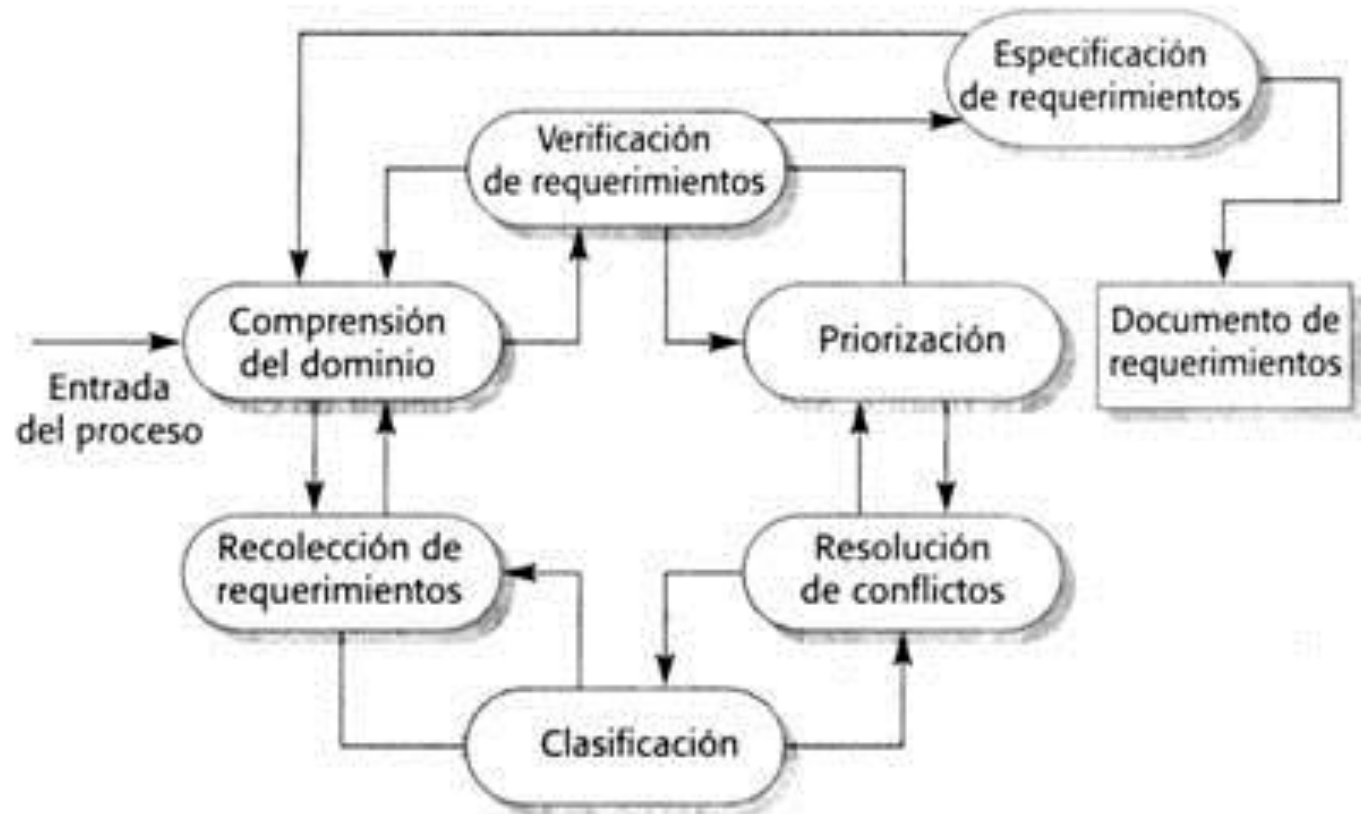 Especificación
de requerimientos
Verificación
de requerimientos
Comprensión
del dominio
Priorización
Documento de
requerimientos
Entrada
del proceso
Recolección de
requerimientos
Resolución
de conflictos
Clasificación